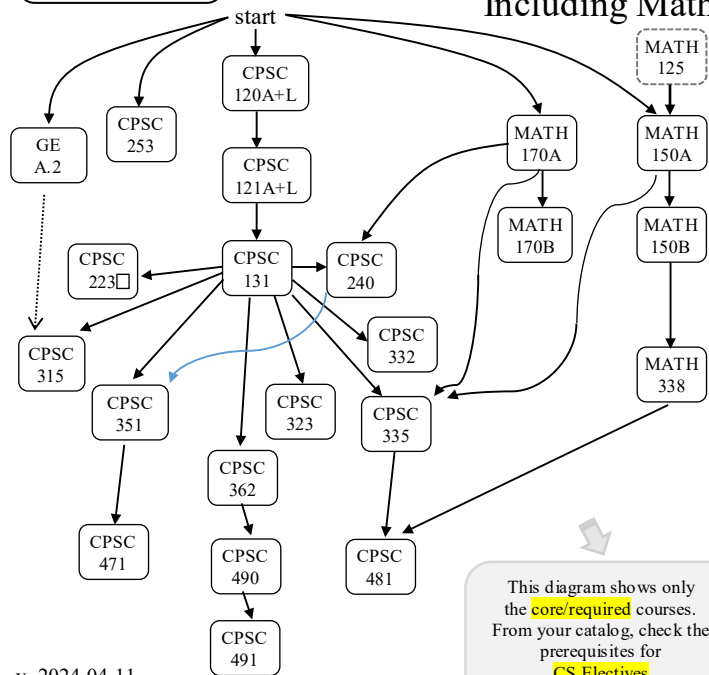 Including Math
start
MATH
125
CPSC
120A+L
CPSC
253
GE
A.2
MATH
170A
MATH
150A
CPSC
121A+L
MATH
170B
MATH
150B
CPSC
223□
CPSC
131
CPSC
240
CPSC
332
CPSC
315
MATH
338
CPSC
351
CPSC
323
CPSC
335
CPSC
362
CPSC
471
CPSC
490
CPSC
481
CPSC
491
This diagram shows only
the core/required courses.
From your catalog, check the
prerequisites for
CS Electives
2024-04-11